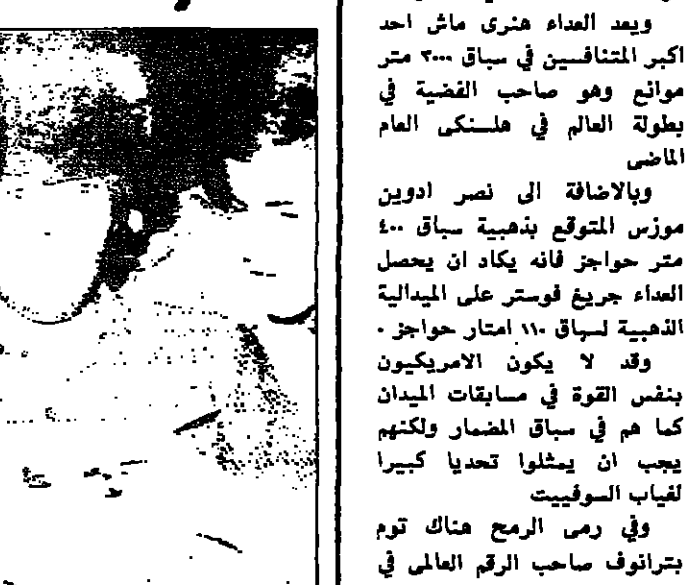 ويعد العداء هنرى ماش احد
اكبر المتنافسين في سباق ٣٠٠٠ متر
موانع وهو صاحب الفضية في
بطولة العالم في هلسنكى العام
الماضى
وبالاضافة الى نصر ادوين
موزس المتوقع بذهبية سباق ٤٠٠
متر حواجز فانه يكاد ان يحصل
العداء جريغ فوستر على الميدالية
الذهبية لسباق ١١٠ امتار حواجز .
وقد لا يكون الامريكيون
بنفس القوة في مسابقات الميدان
كما هم في سباق المضمار ولكنهم
يجب ان يمثلوا تحديا كبيرا
لغياب السوفييت
وفي رمى الرمح هناك توم
بترانوف صاحب الرقم العالمى في